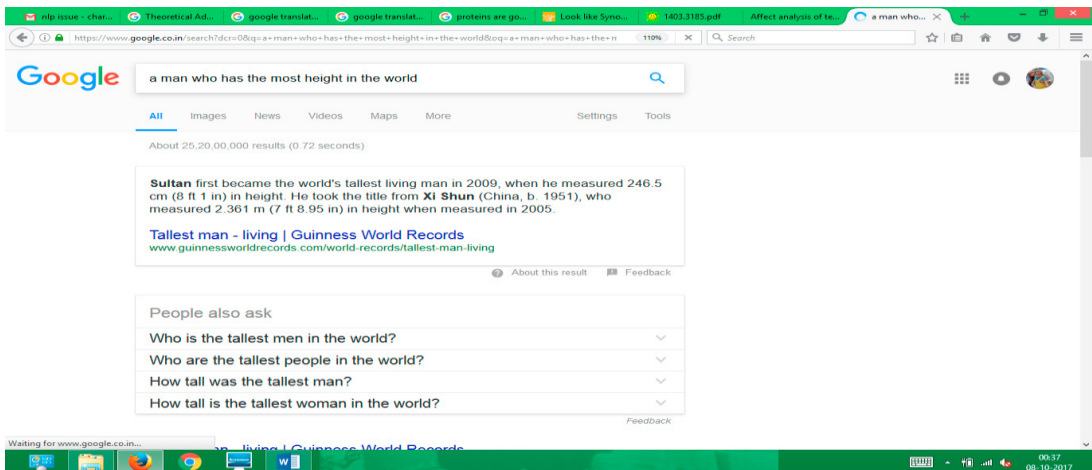 nlp issue - char...
Theoretical Ad...
google translat...
google translat...
proteins are go...
Look like Syno...
1403.3185.pdf
Affect analysis of te...
a man who...
https://www.google.co.in/search?dcr=0&q=a+man+who+has+the+most+height+in+the+world&oq=a+man+who+has+the+m
110%
Search
Google
a man who has the most height in the world
All Images News Videos Maps More Settings Tools
About 25,20,00,000 results (0.72 seconds)
Sultan first became the world's tallest living man in 2009, when he measured 246.5
cm (8 ft 1 in) in height. He took the title from Xi Shun (China, b. 1951), who
measured 2.361 m (7 ft 8.95 in) in height when measured in 2005.
Tallest man - living | Guinness World Records
www.guinnessworldrecords.com/world-records/tallest-man-living
About this result Feedback
People also ask
Who is the tallest men in the world?
Who are the tallest people in the world?
How tall was the tallest man?
How tall is the tallest woman in the world?
Feedback
Waiting for www.google.co.in...
living | Guinness World Records
00:37
08-10-2017